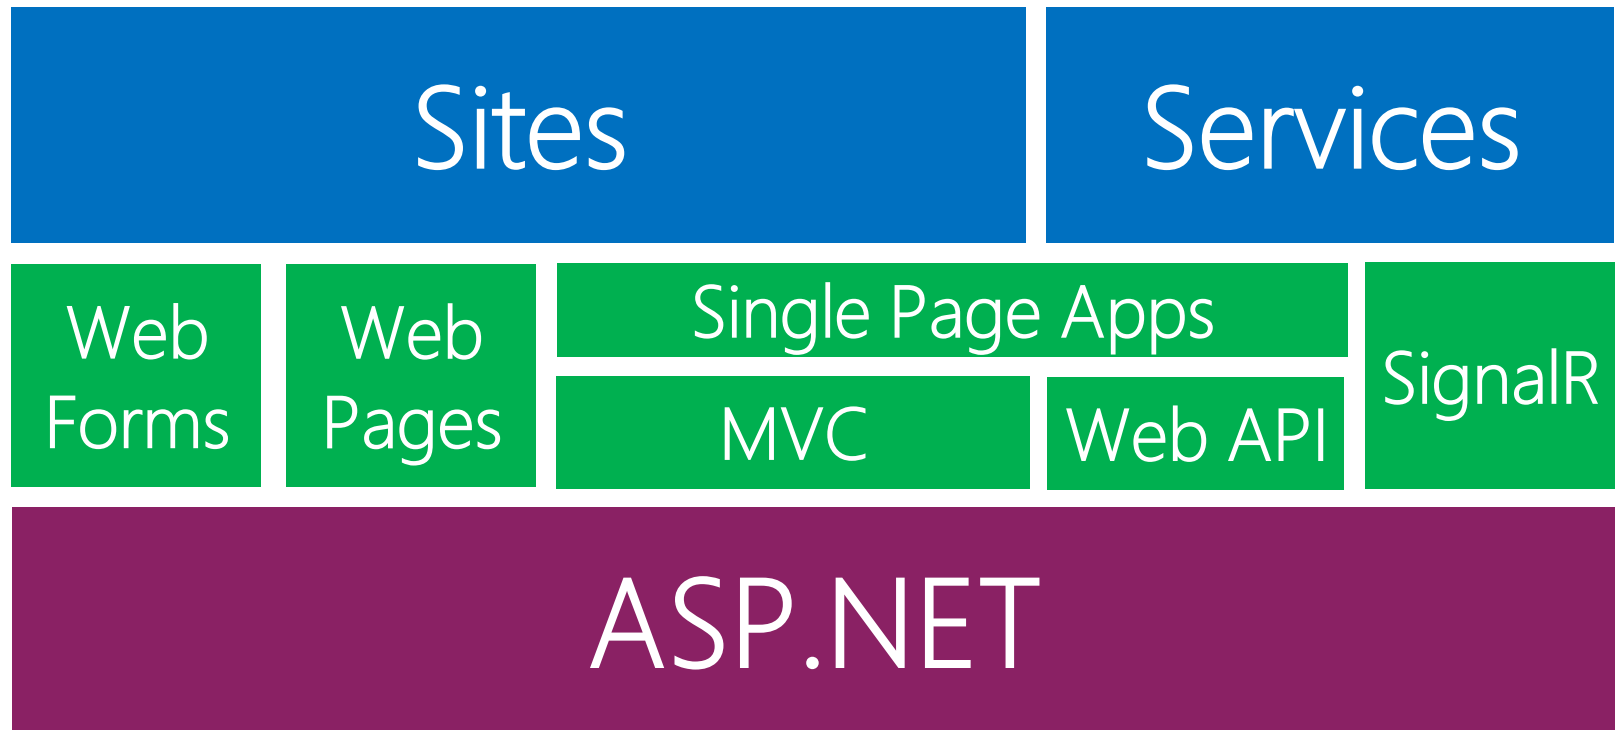 Sites
Services
Web
Forms
Web
Pages
Single Page Apps
MVC
Web API
SignalR
ASP.NET